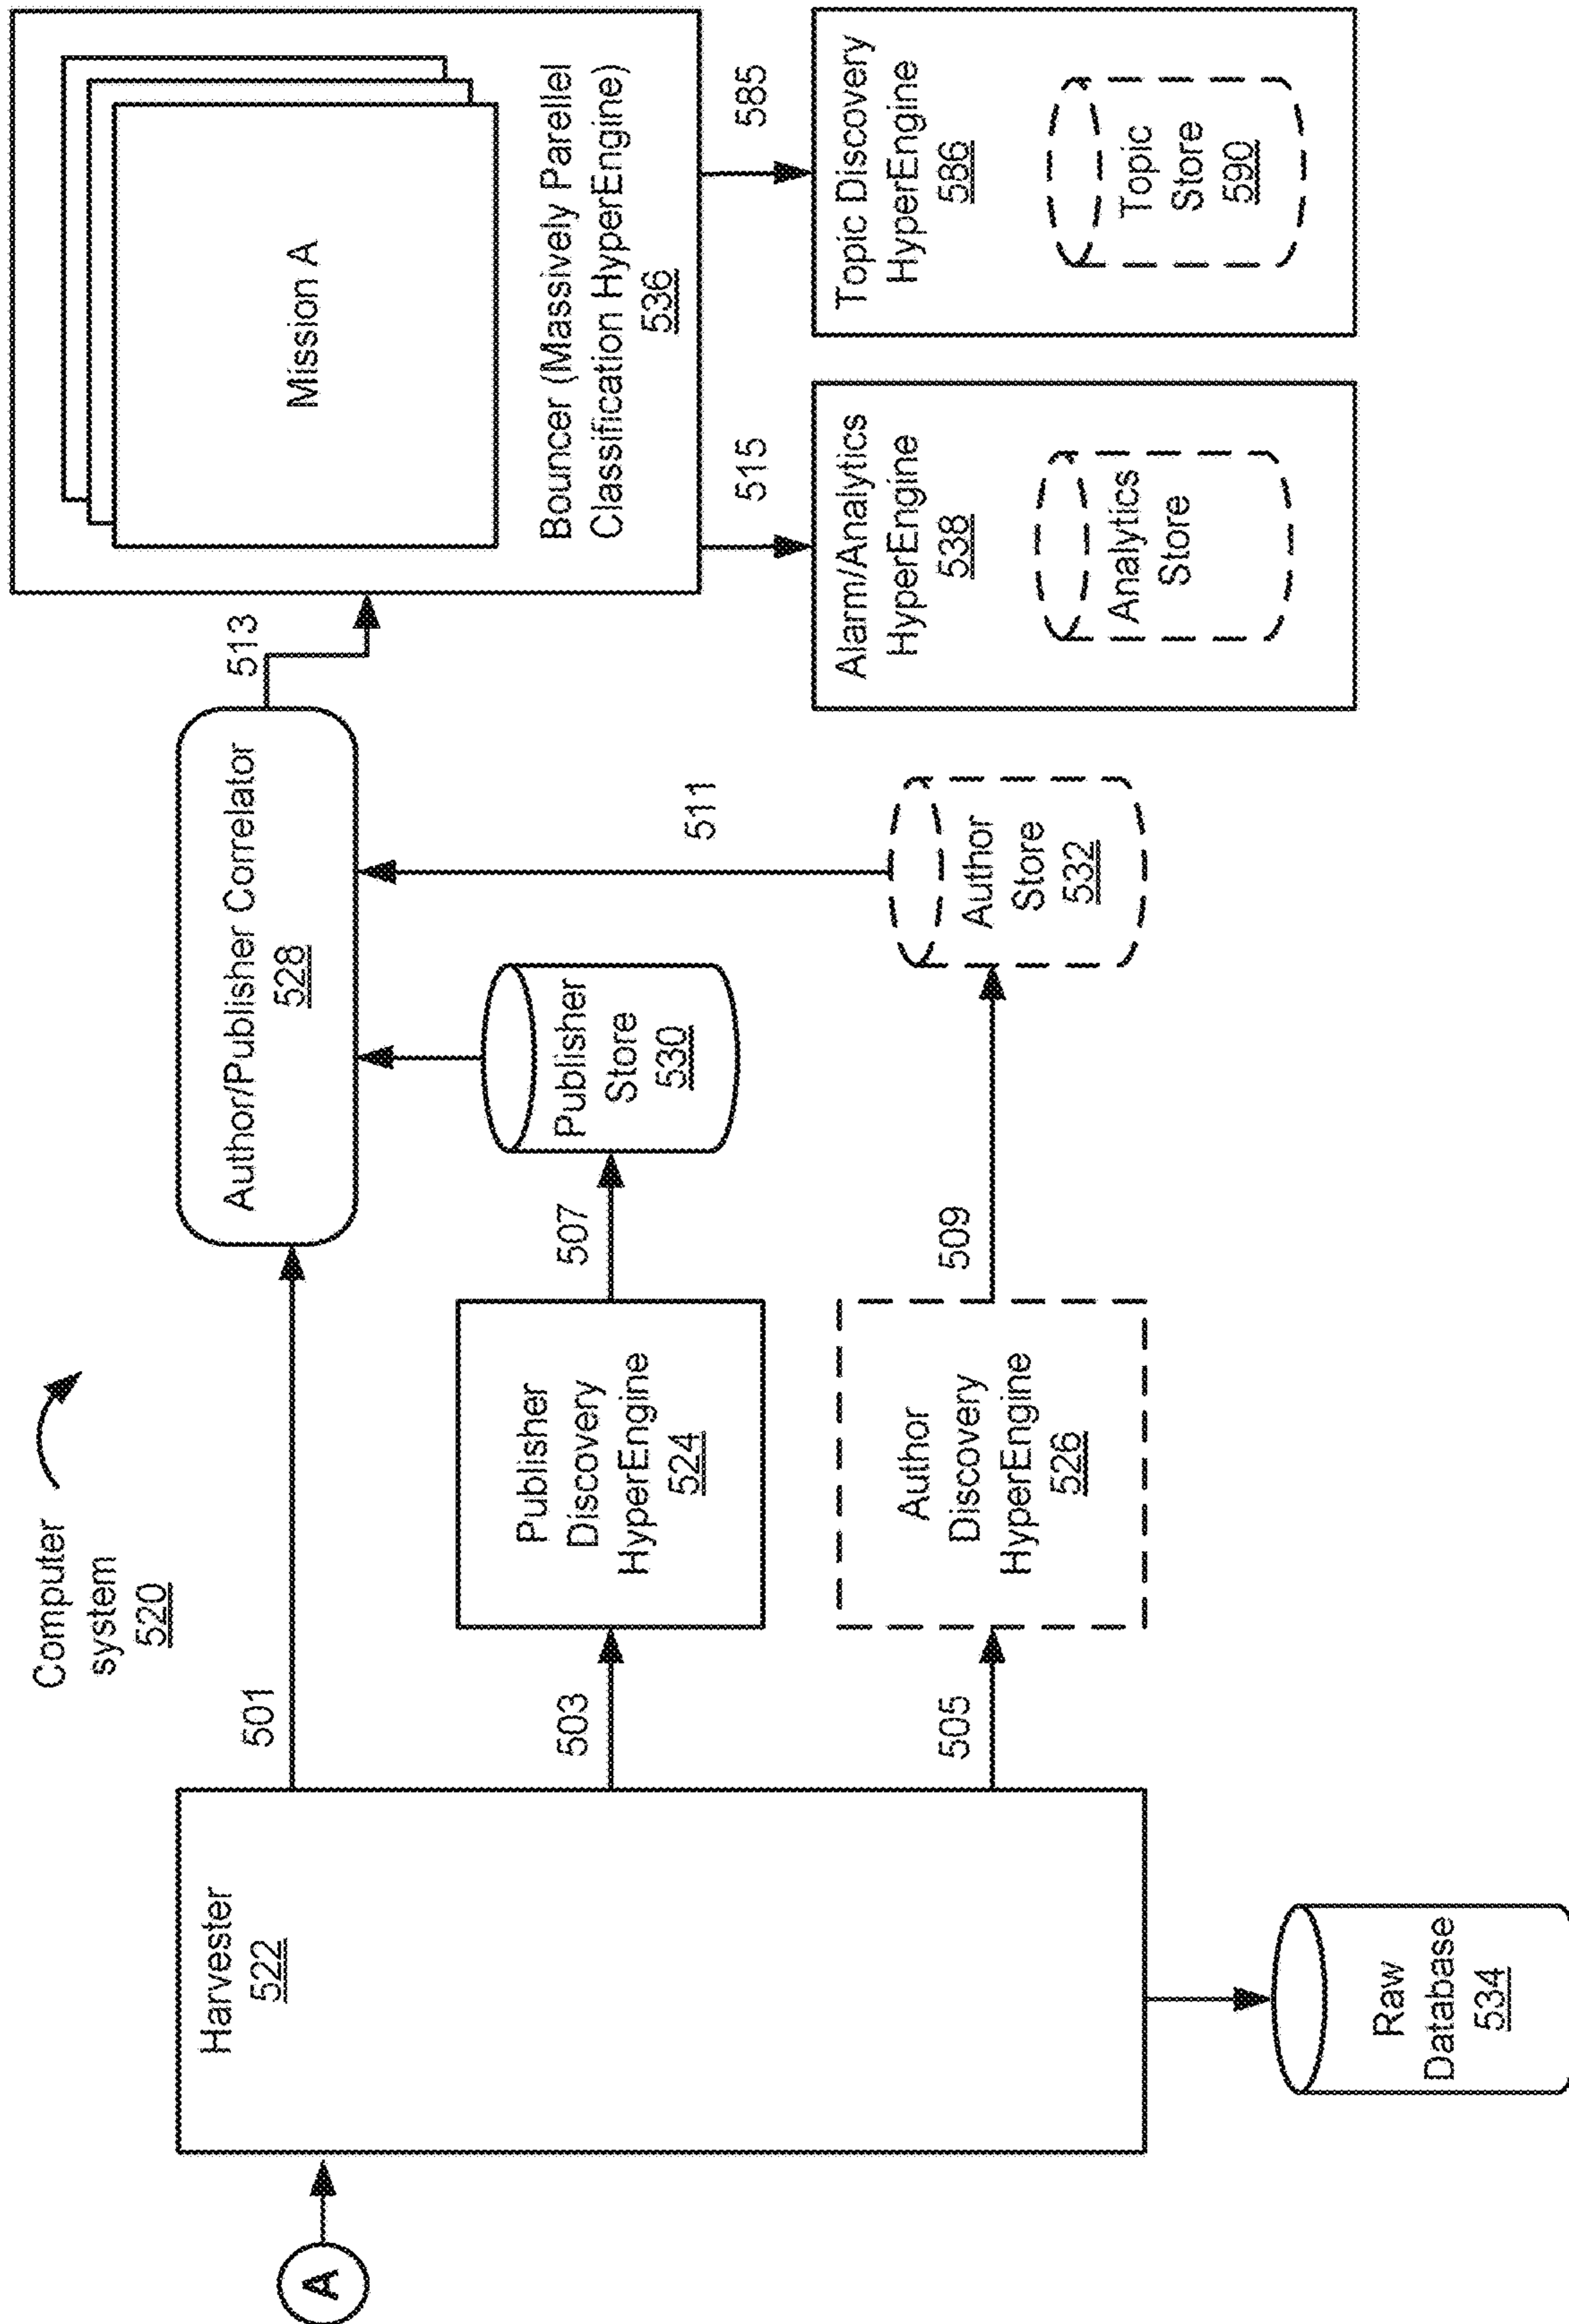 Computer
system
520
A
Harvester
522
Raw
Database
534
501
503
505
Publisher
Discovery
HyperEngine
524
Author
Discovery
HyperEngine
526
507
509
Author/Publisher Correlator
528
Publisher
Store
530
Author
Store
532
511
513
Mission A
Bouncer (Massively Parellel
Classification HyperEngine)
536
515
585
Alarm/Analytics
HyperEngine
538
Analytics
Store
Topic Discovery
HyperEngine
586
Topic
Store
590